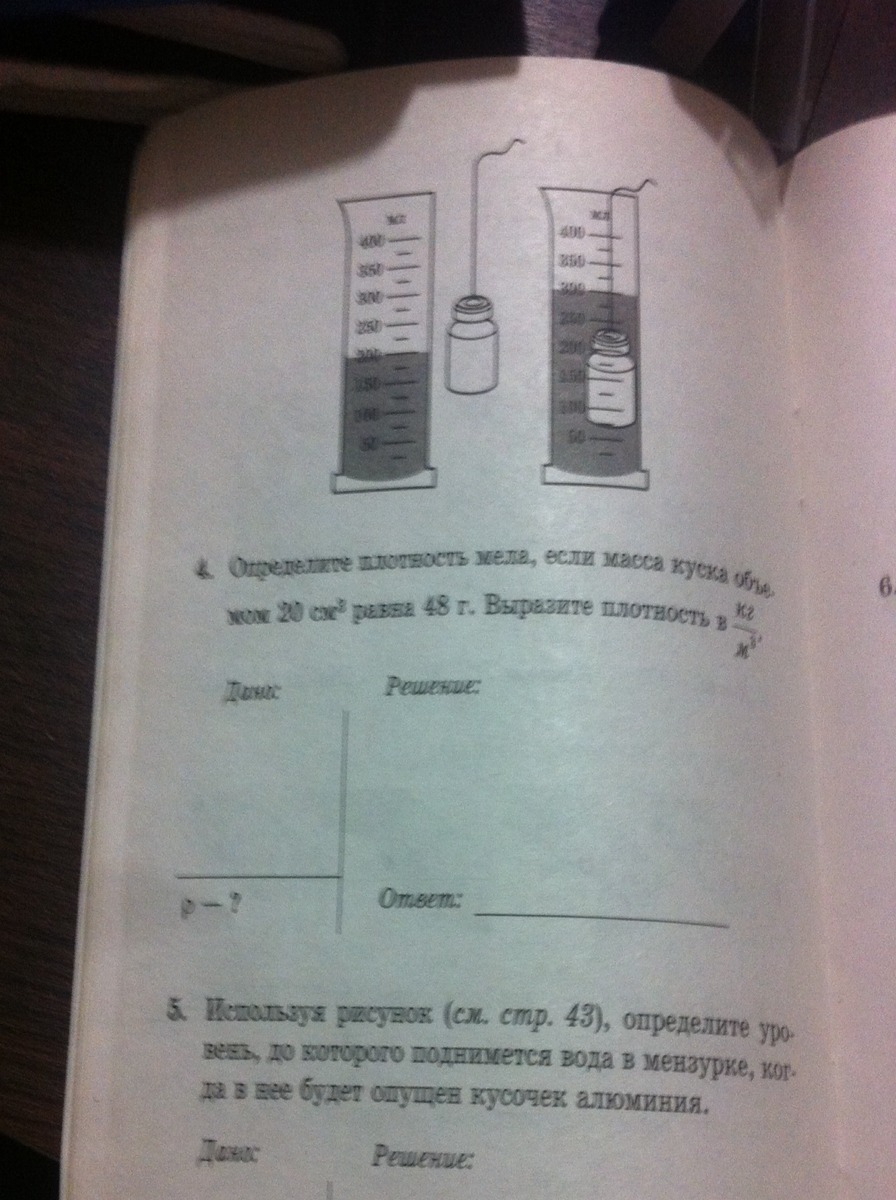 мл
400
350
300
250
200
150
100
50
мл
400
350
300
250
200
150
100
50
4. Определите плотность мела, если масса куска объе-
мом 20 см³ равна 48 г. Выразите плотность в кг/м³.
Дано: Решение:
ρ — ?
Ответ:
5. Используя рисунок (см. стр. 43), определите уро-
вень, до которого поднимется вода в мензурке, ког-
да в нее будет опущен кусочек алюминия.
Дано: Решение:
6.